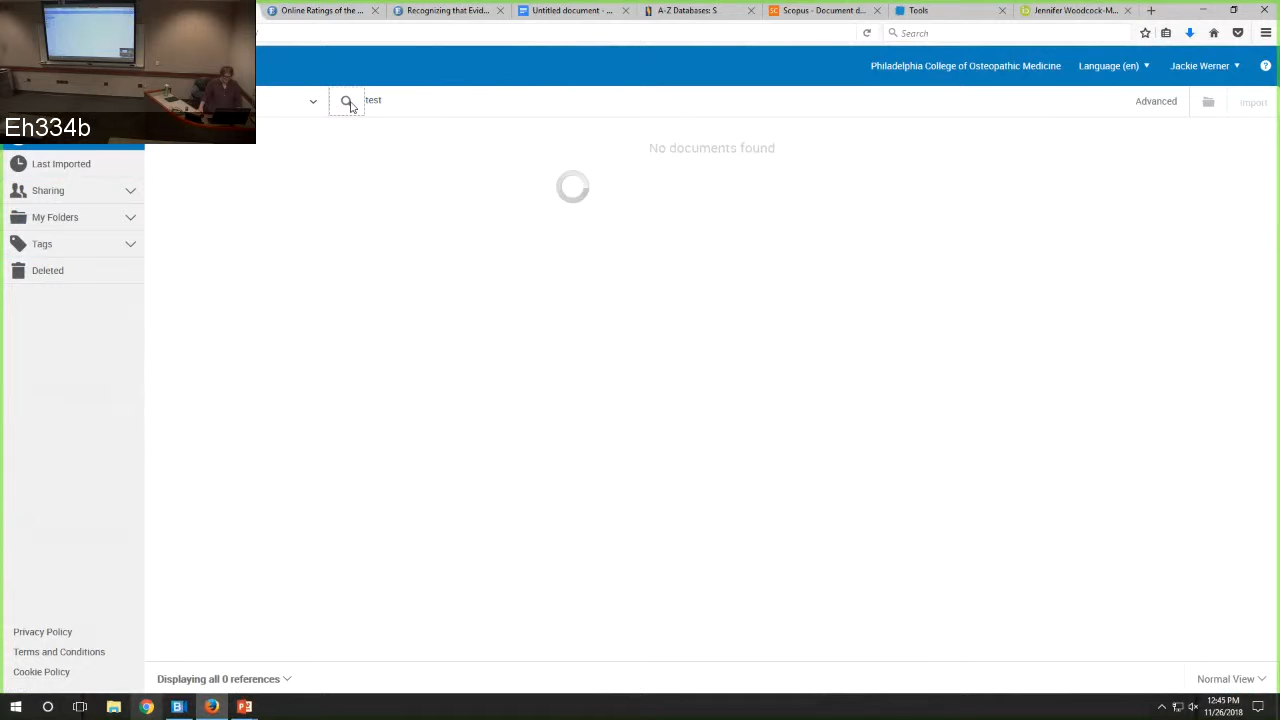 Online Ratings of the ...
Recognizing that Evid...
Untitled document - ...
A-Z Databases: S
SC Scopus - Document d...
Tools
Jennifer Woodcock-M...
Search
Philadelphia College of Osteopathic Medicine
Language (en)
Jackie Werner
test
Advanced
Import
Eh334b
No documents found
Last Imported
Sharing
My Folders
Tags
Deleted
Privacy Policy
Terms and Conditions
Cookie Policy
Displaying all 0 references
Normal View
12:45 PM
11/26/2018